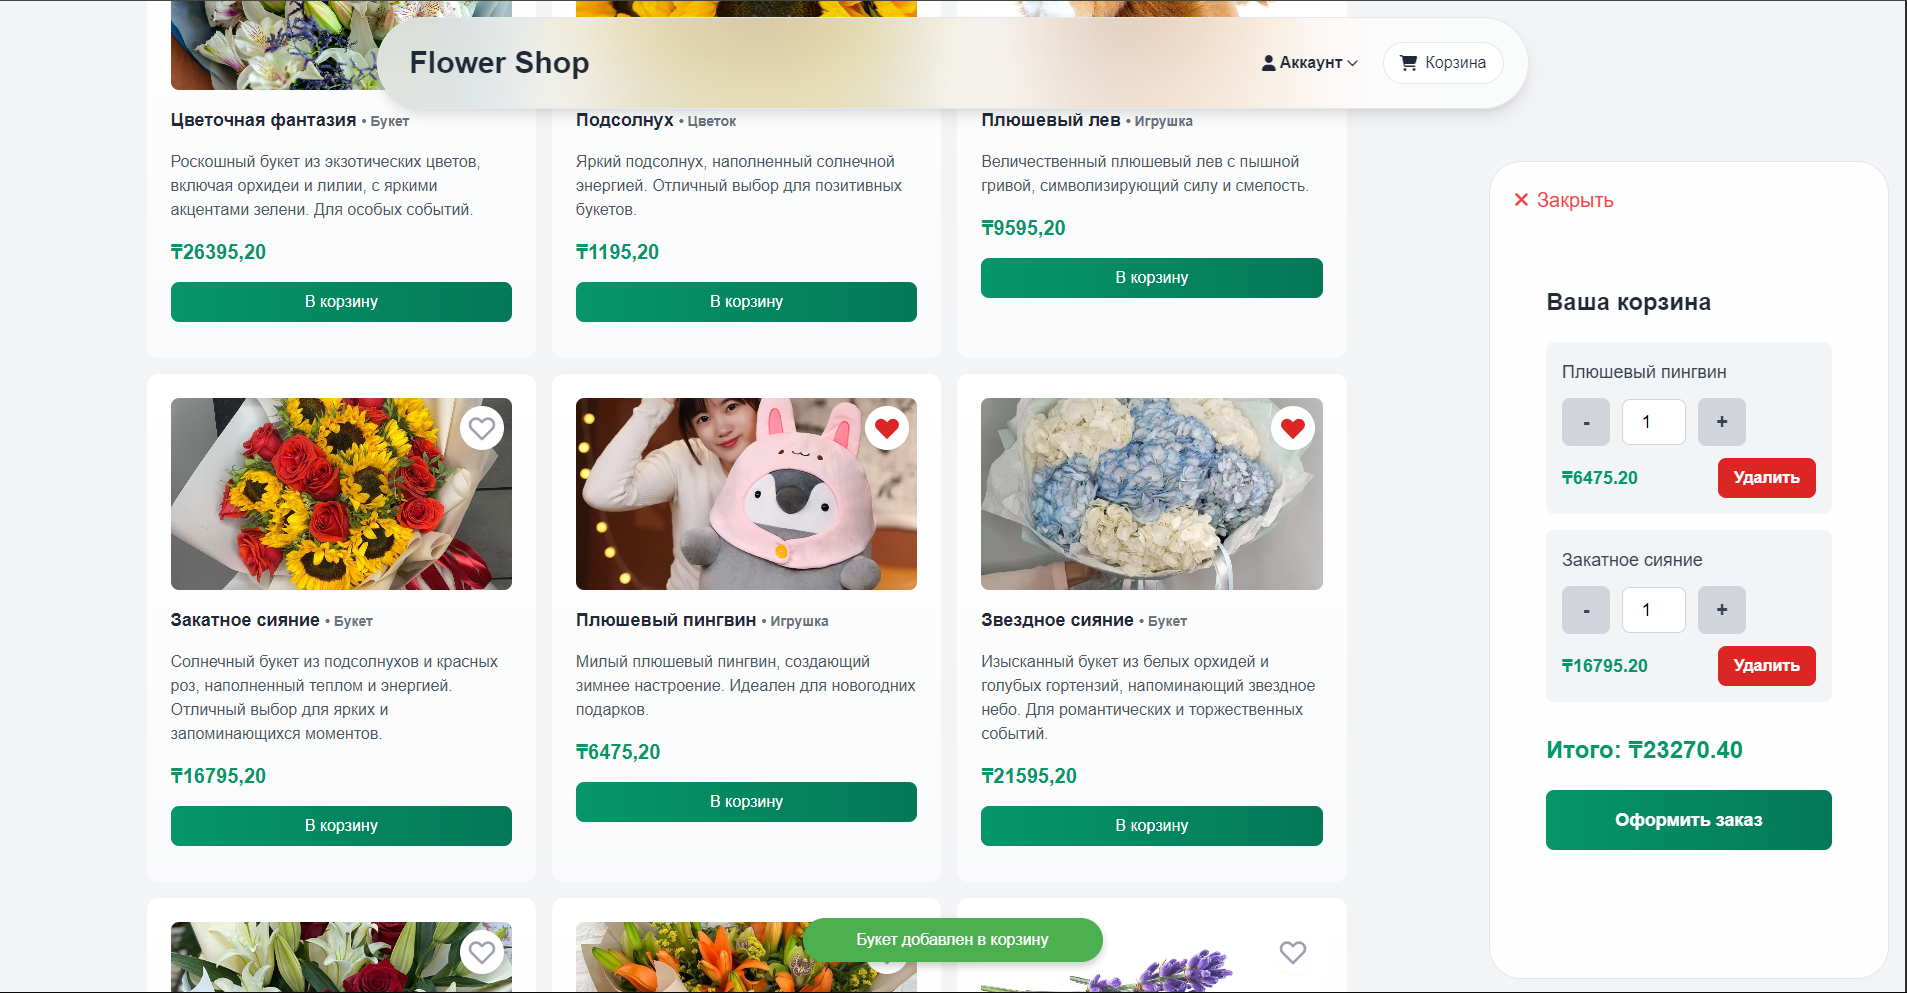 Flower Shop
Аккаунт
Корзина
Цветочная фантазия • Букет
Роскошный букет из экзотических цветов,
включая орхидеи и лилии, с яркими
акцентами зелени. Для особых событий.
₸26395,20
В корзину
Подсолнух • Цветок
Яркий подсолнух, наполненный солнечной
энергией. Отличный выбор для позитивных
букетов.
₸1195,20
В корзину
Плюшевый лев • Игрушка
Величественный плюшевый лев с пышной
гривой, символизирующий силу и смелость.
₸9595,20
В корзину
Закатное сияние • Букет
Солнечный букет из подсолнухов и красных
роз, наполненный теплом и энергией.
Отличный выбор для ярких и
запоминающихся моментов.
₸16795,20
В корзину
Плюшевый пингвин • Игрушка
Милый плюшевый пингвин, создающий
зимнее настроение. Идеален для новогодних
подарков.
₸6475,20
В корзину
Звездное сияние • Букет
Изысканный букет из белых орхидей и
голубых гортензий, напоминающий звездное
небо. Для романтических и торжественных
событий.
₸21595,20
В корзину
Букет добавлен в корзину
Закрыть
Ваша корзина
Плюшевый пингвин
- 1 +
₸6475.20 Удалить
Закатное сияние
- 1 +
₸16795.20 Удалить
Итого: ₸23270.40
Оформить заказ